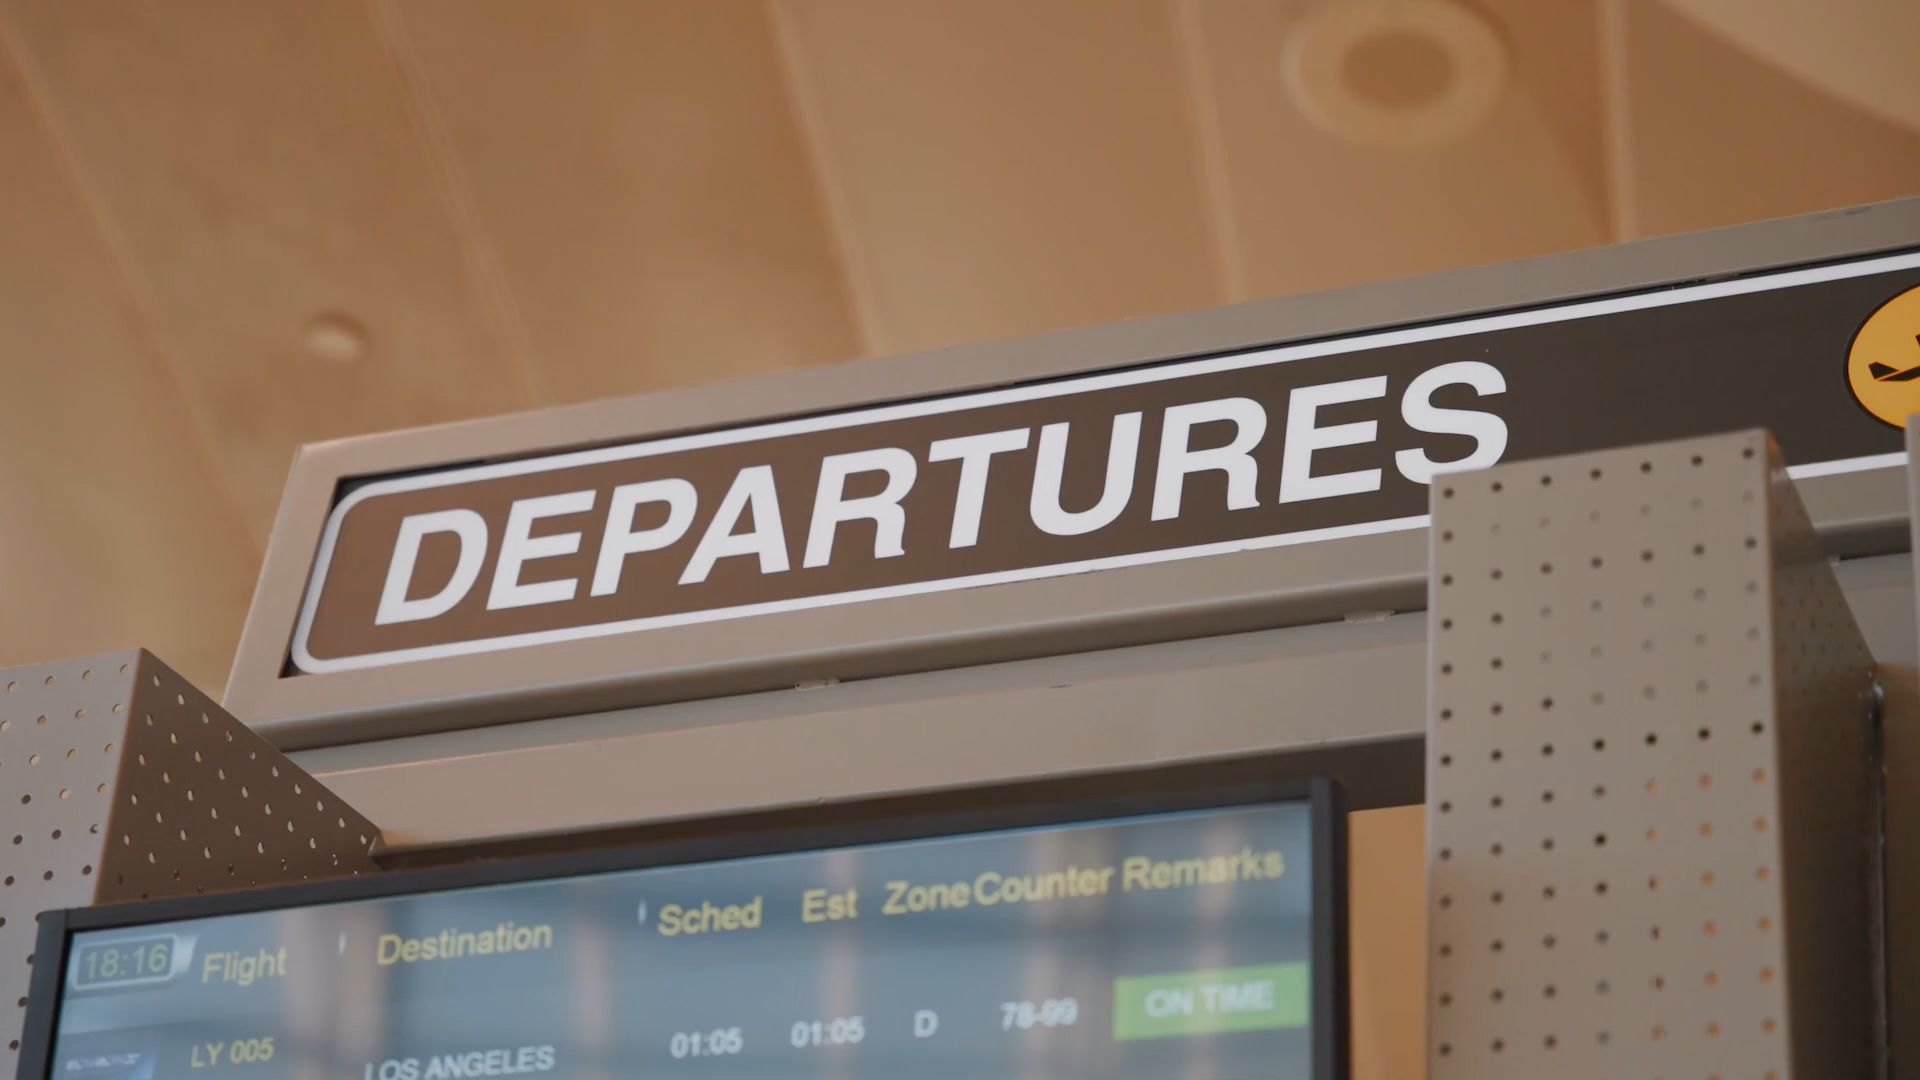 DEPARTURES
18:16 Flight Destination Sched Est Zone Counter Remarks
LY 005 LOS ANGELES 01:05 01:05 D 78-99 ON TIME